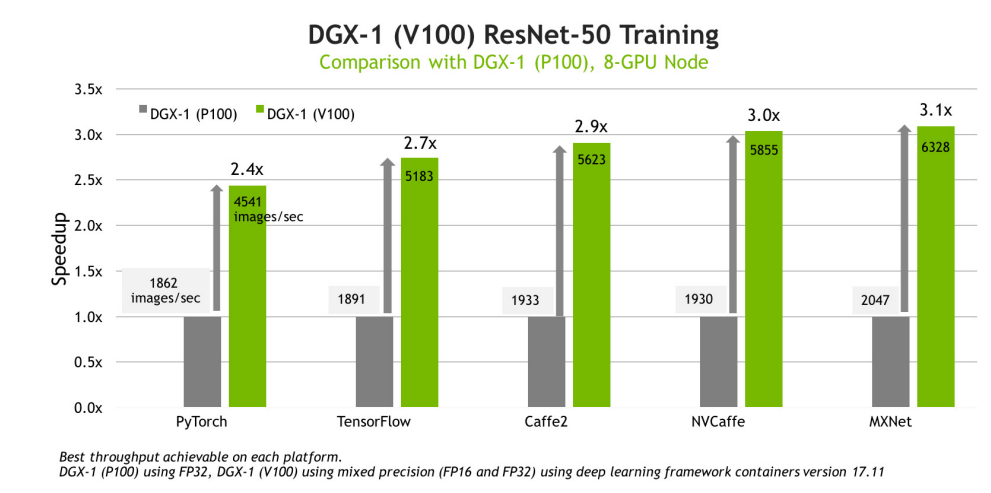 DGX-1 (V100) ResNet-50 Training
Comparison with DGX-1 (P100), 8-GPU Node
3.5x
DGX-1 (P100) DGX-1 (V100)
3.0x
2.5x
2.0x
1.5x
1.0x
0.5x
0.0x
Speedup
1862
images/sec
2.4x
4541
images/sec
1891
2.7x
5183
1933
2.9x
5623
1930
3.0x
5855
2047
3.1x
6328
PyTorch TensorFlow Caffe2 NVCaffe MXNet
Best throughput achievable on each platform.
DGX-1 (P100) using FP32, DGX-1 (V100) using mixed precision (FP16 and FP32) using deep learning framework containers version 17.11